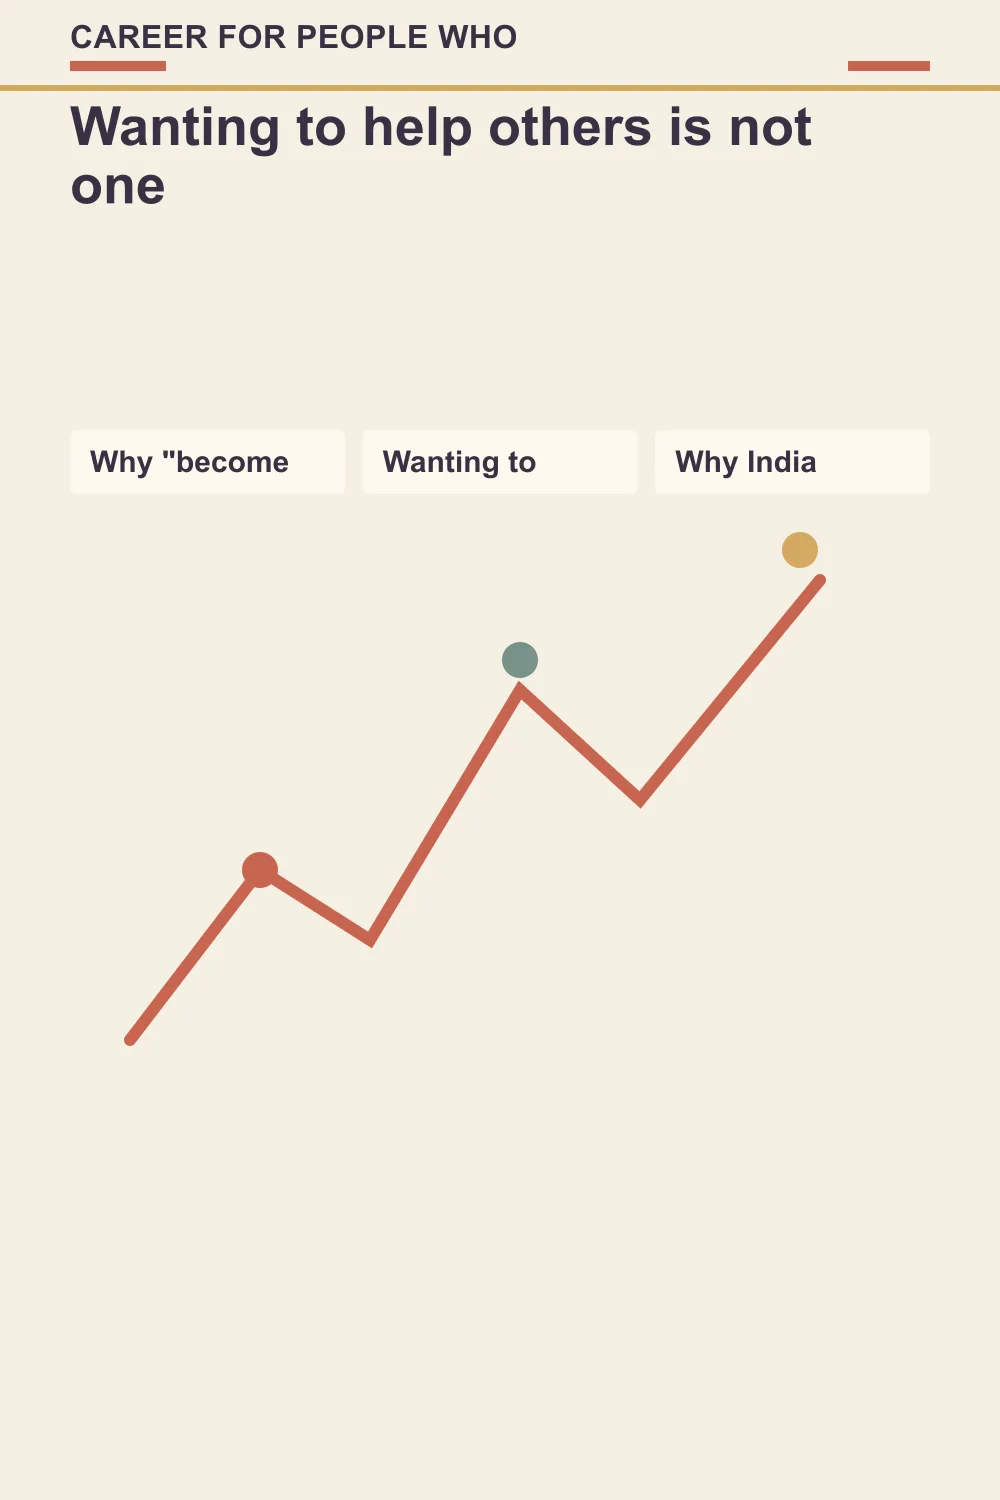 CAREER FOR PEOPLE WHO
Wanting to help others is not
one
Why "become
Wanting to
Why India